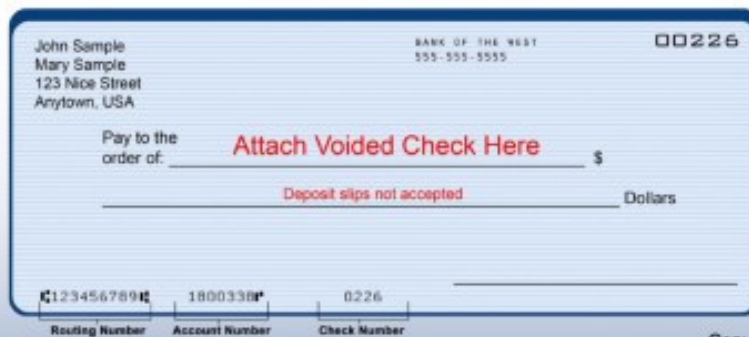 John Sample
Mary Sample
123 Nice Street
Anytown, USA
BANK OF THE WEST
555-555-5555
00226
Pay to the
order of:
Attach Voided Check Here
$
Deposit slips not accepted
Dollars
⑆123456789⑆ 1800338⑈ 0226
Routing Number Account Number Check Number